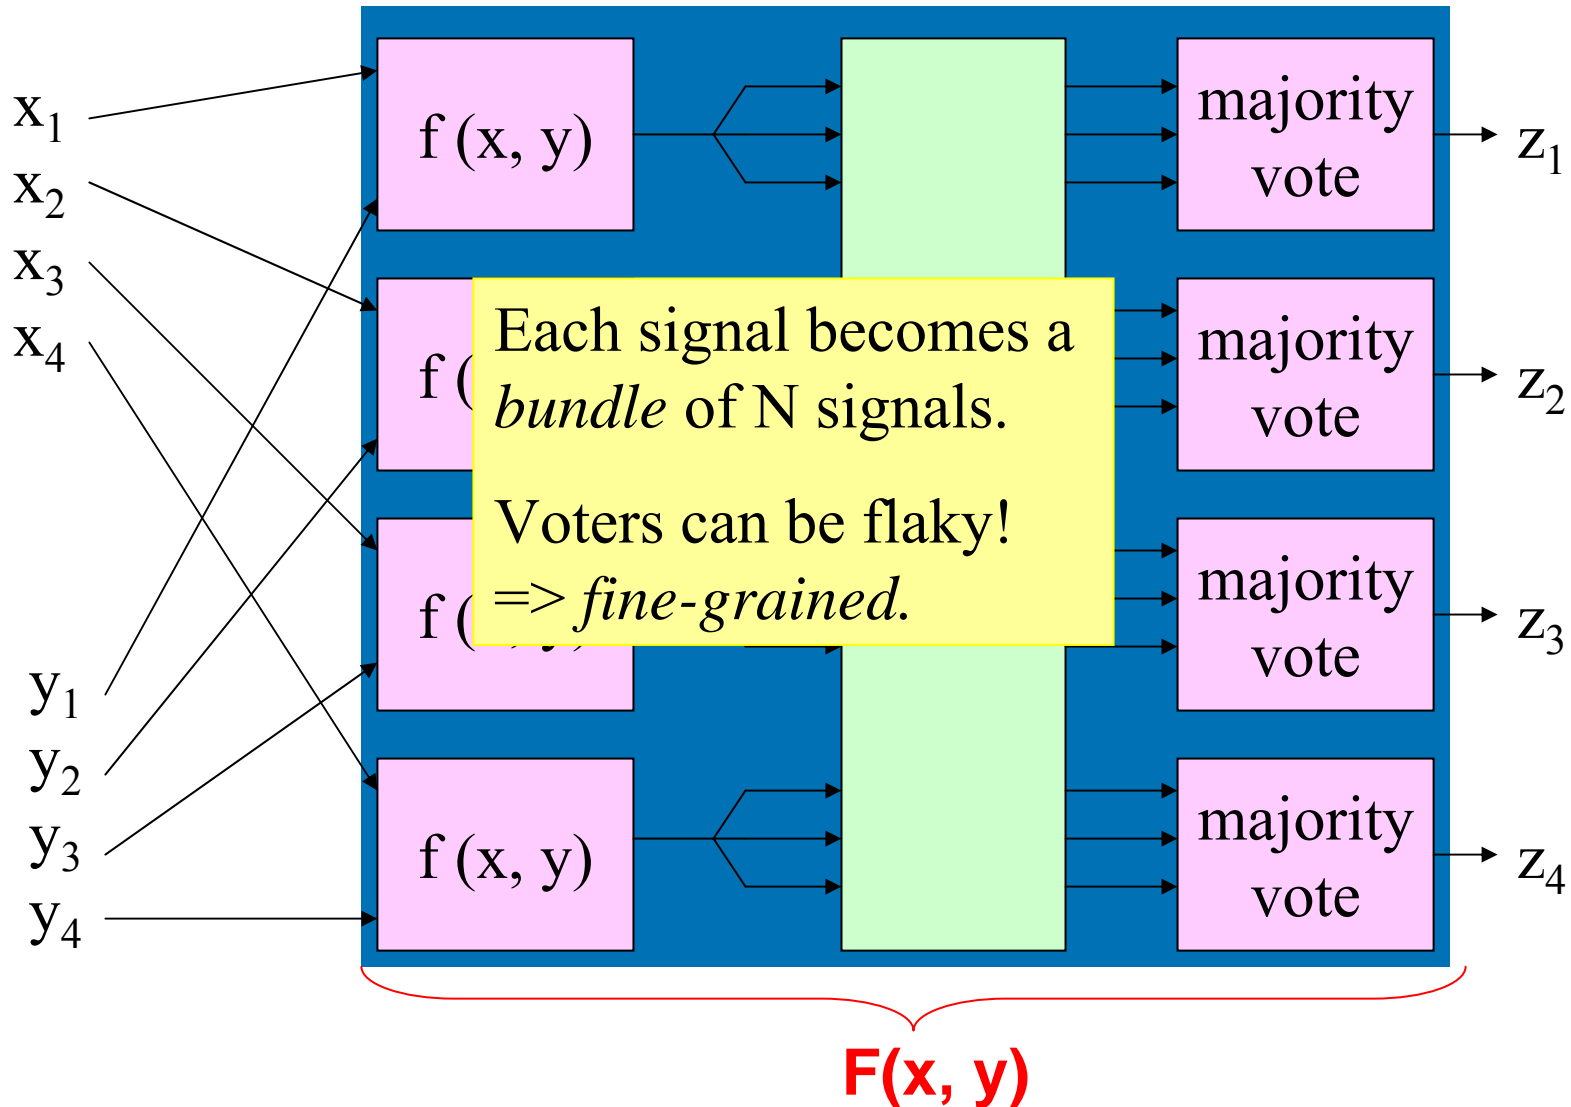 x1
x2
x3
x4
y1
y2
y3
y4
f (x, y)
f (
f (
f (x, y)
Each signal becomes a
bundle of N signals.
Voters can be flaky!
=> fine-grained.
majority
vote
majority
vote
majority
vote
majority
vote
z1
z2
z3
z4
F(x, y)